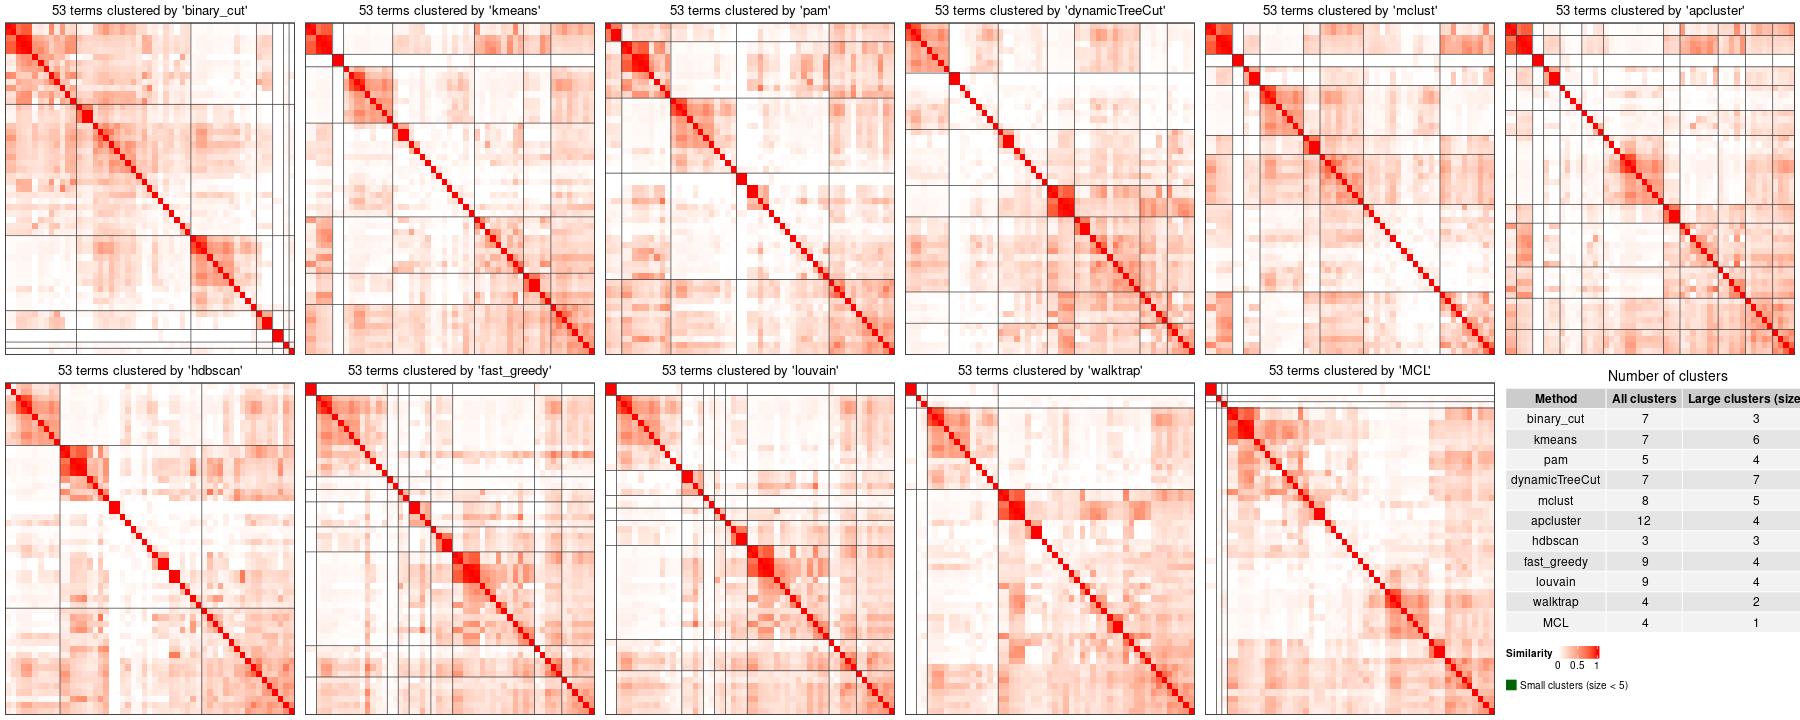 53 terms clustered by 'binary_cut'
53 terms clustered by 'kmeans'
53 terms clustered by 'pam'
53 terms clustered by 'dynamicTreeCut'
53 terms clustered by 'mclust'
53 terms clustered by 'apcluster'
53 terms clustered by 'hdbscan'
53 terms clustered by 'fast_greedy'
53 terms clustered by 'louvain'
53 terms clustered by 'walktrap'
53 terms clustered by 'MCL'
Number of clusters
Method All clusters Large clusters (size
binary_cut 7 3
kmeans 7 6
pam 5 4
dynamicTreeCut 7 7
mclust 8 5
apcluster 12 4
hdbscan 3 3
fast_greedy 9 4
louvain 9 4
walktrap 4 2
MCL 4 1
Similarity
0 0.5 1
Small clusters (size < 5)